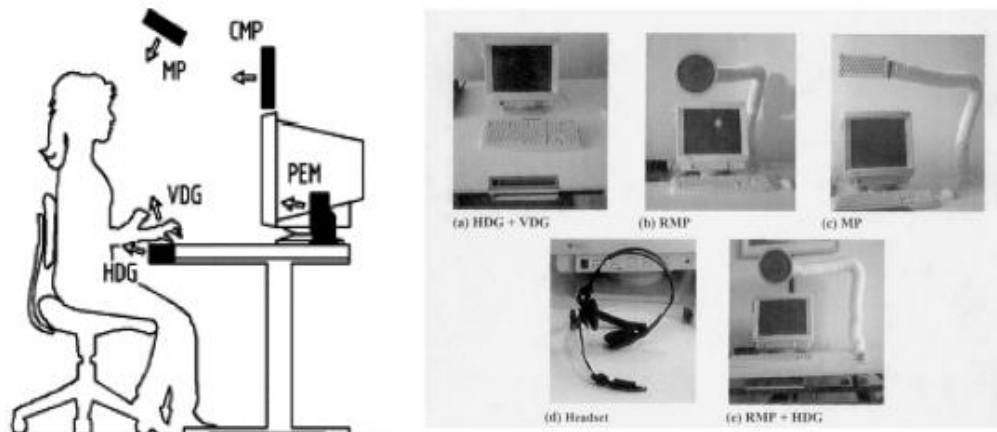 MP
CMP
VDG
PEM
HDG
(a) HDG + VDG
(b) RMP
(c) MP
(d) Headset
(e) RMP + HDG